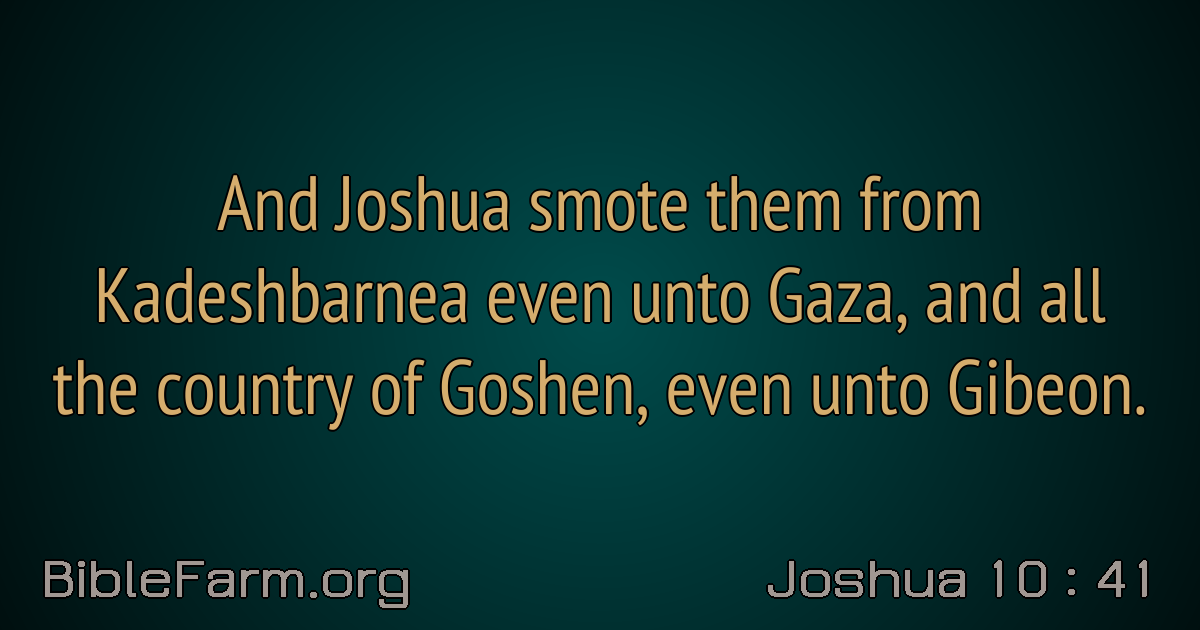 And Joshua smote them from
Kadeshbarnea even unto Gaza, and all
the country of Goshen, even unto Gibeon.
BibleFarm.org
Joshua 10 : 41